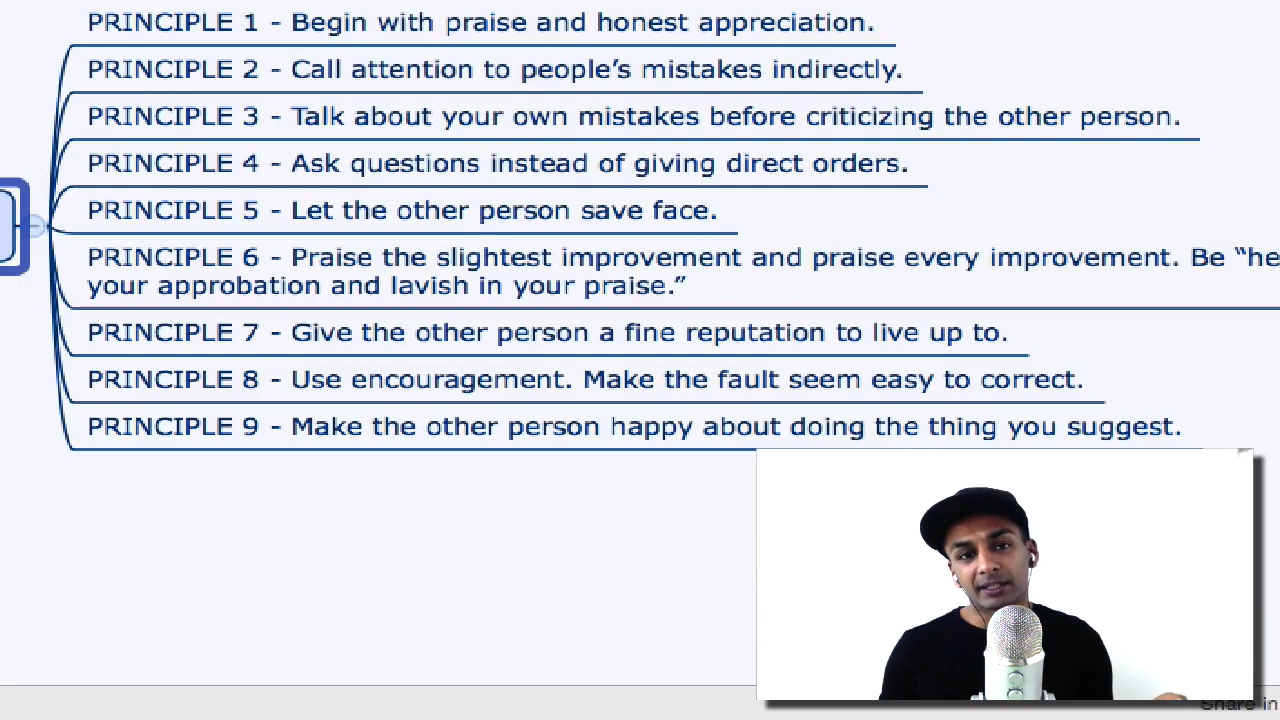 PRINCIPLE 1 - Begin with praise and honest appreciation.
PRINCIPLE 2 - Call attention to people’s mistakes indirectly.
PRINCIPLE 3 - Talk about your own mistakes before criticizing the other person.
PRINCIPLE 4 - Ask questions instead of giving direct orders.
PRINCIPLE 5 - Let the other person save face.
PRINCIPLE 6 - Praise the slightest improvement and praise every improvement. Be “he
your approbation and lavish in your praise.”
PRINCIPLE 7 - Give the other person a fine reputation to live up to.
PRINCIPLE 8 - Use encouragement. Make the fault seem easy to correct.
PRINCIPLE 9 - Make the other person happy about doing the thing you suggest.
Share in